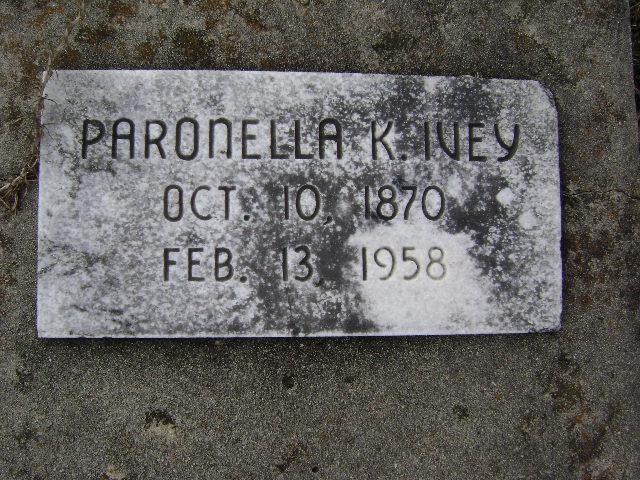 PARONELLA K. IVEY
OCT. 10, 1870
FEB. 13, 1958